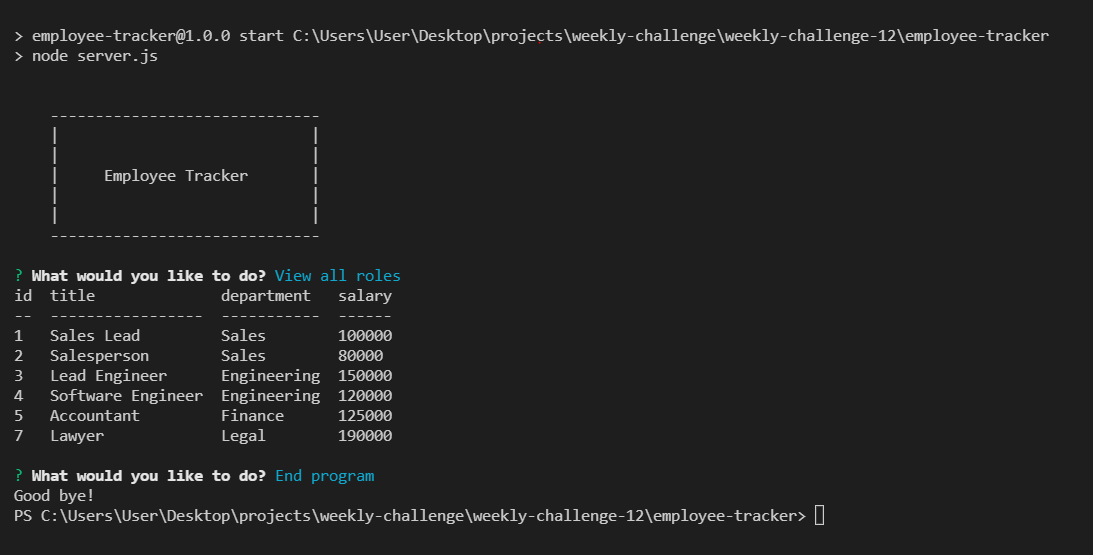 > employee-tracker@1.0.0 start C:\Users\User\Desktop\projects\weekly-challenge\weekly-challenge-12\employee-tracker
> node server.js
------------------------------
|                            |
|                            |
|     Employee Tracker       |
|                            |
|                            |
------------------------------
? What would you like to do? View all roles
id  title              department   salary
--  -----------------  -----------  ------
1   Sales Lead         Sales        100000
2   Salesperson        Sales        80000
3   Lead Engineer      Engineering  150000
4   Software Engineer  Engineering  120000
5   Accountant         Finance      125000
7   Lawyer             Legal        190000
? What would you like to do? End program
Good bye!
PS C:\Users\User\Desktop\projects\weekly-challenge\weekly-challenge-12\employee-tracker>